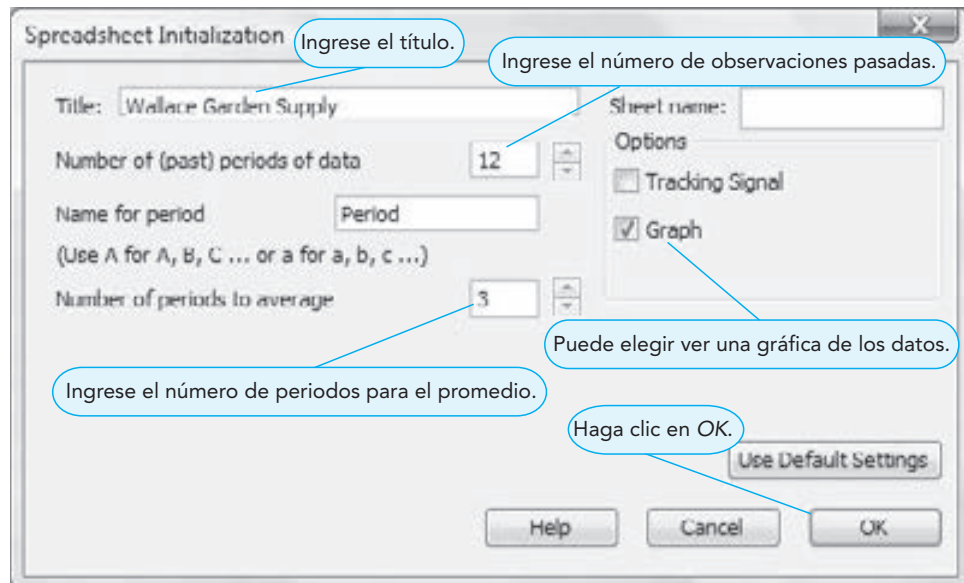 Spreadsheet Initialization
Ingrese el título.
Ingrese el número de observaciones pasadas.
Title: Wallace Garden Supply
Sheet name:
Number of (past) periods of data 12
Options
Tracking Signal
Name for period Period
Graph
(Use A for A, B, C ... or a for a, b, c ...)
Number of periods to average 3
Puede elegir ver una gráfica de los datos.
Ingrese el número de periodos para el promedio.
Haga clic en OK.
Use Default Settings
Help Cancel OK